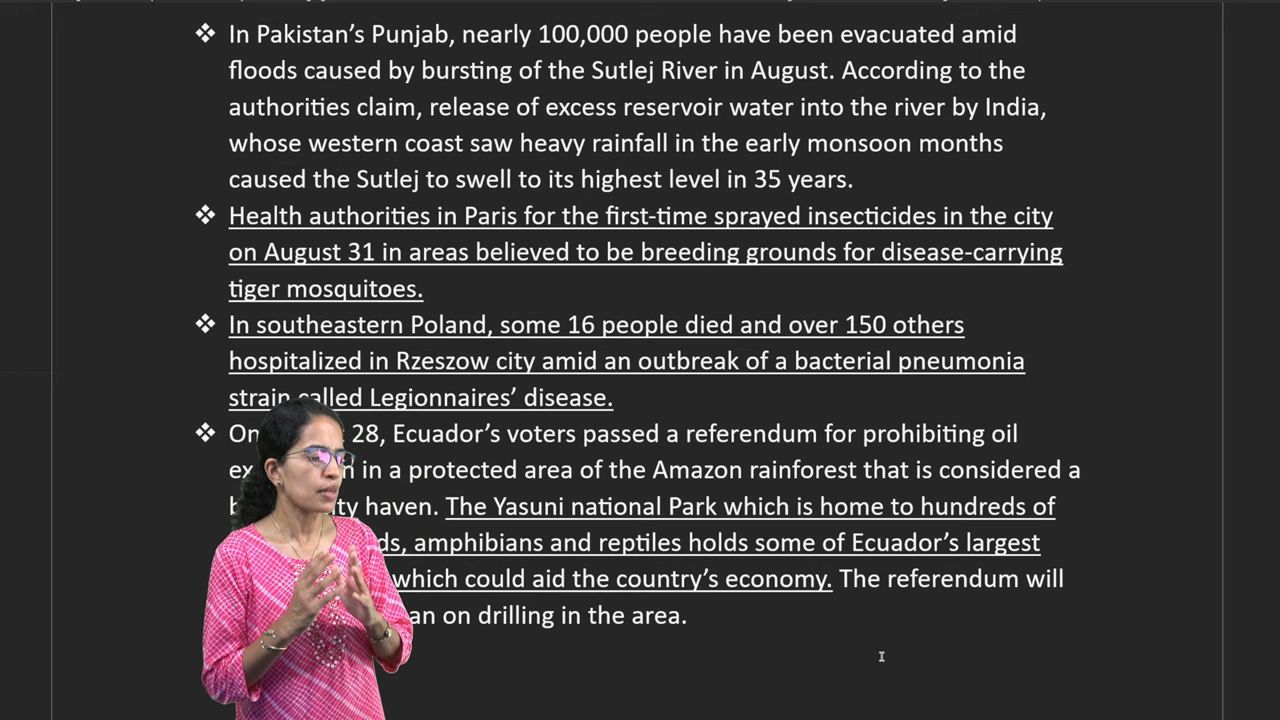 ❖ In Pakistan’s Punjab, nearly 100,000 people have been evacuated amid
floods caused by bursting of the Sutlej River in August. According to the
authorities claim, release of excess reservoir water into the river by India,
whose western coast saw heavy rainfall in the early monsoon months
caused the Sutlej to swell to its highest level in 35 years.
❖ Health authorities in Paris for the first-time sprayed insecticides in the city
on August 31 in areas believed to be breeding grounds for disease-carrying
tiger mosquitoes.
❖ In southeastern Poland, some 16 people died and over 150 others
hospitalized in Rzeszow city amid an outbreak of a bacterial pneumonia
strain called Legionnaires’ disease.
❖ On 28, Ecuador’s voters passed a referendum for prohibiting oil
in a protected area of the Amazon rainforest that is considered a
haven. The Yasuni national Park which is home to hundreds of
amphibians and reptiles holds some of Ecuador’s largest
which could aid the country’s economy. The referendum will
on drilling in the area.